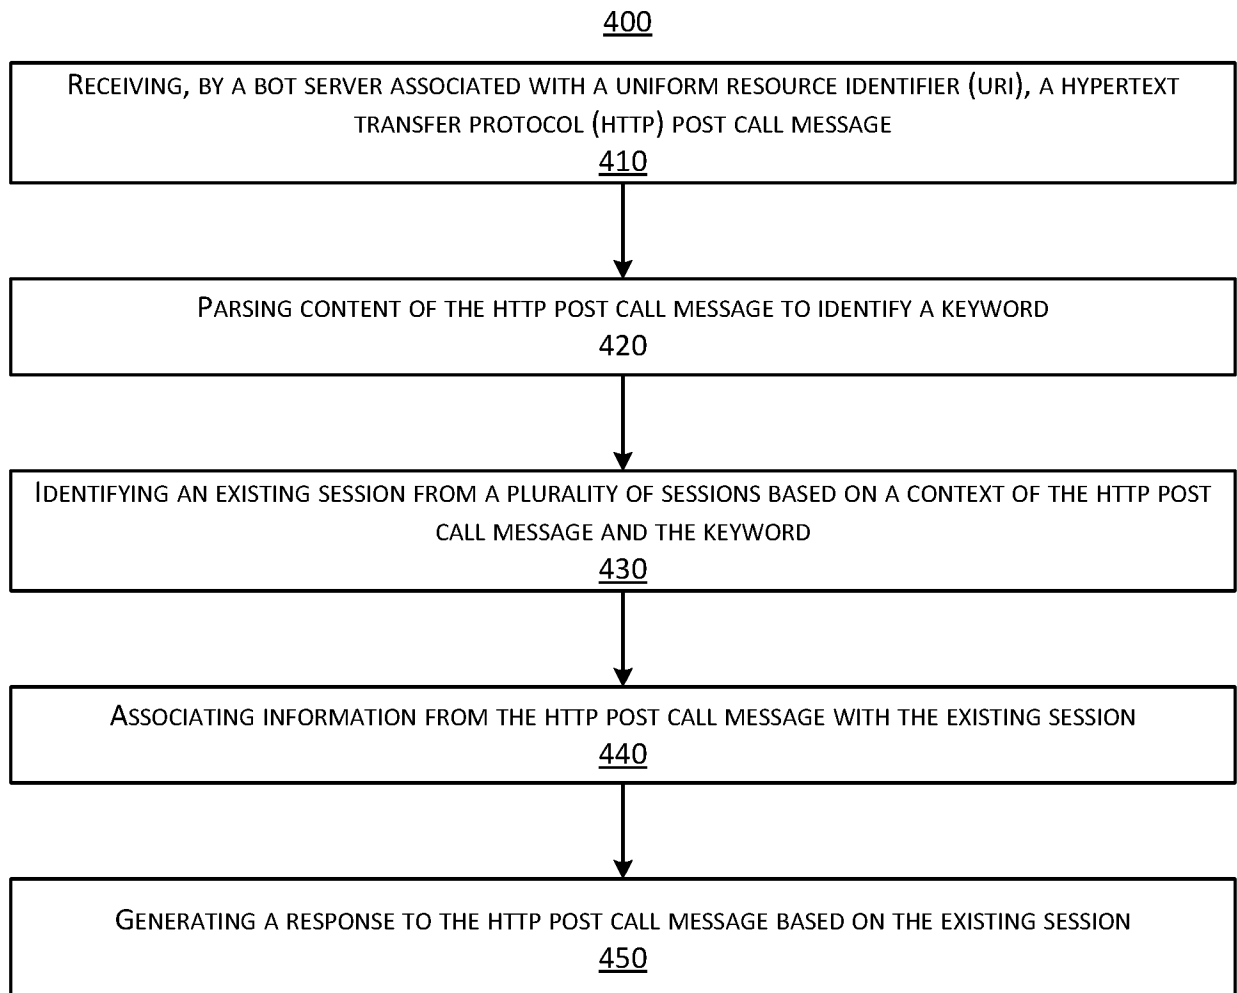 400
RECEIVING, BY A BOT SERVER ASSOCIATED WITH A UNIFORM RESOURCE IDENTIFIER (URI), A HYPERTEXT
TRANSFER PROTOCOL (HTTP) POST CALL MESSAGE
410
PARSING CONTENT OF THE HTTP POST CALL MESSAGE TO IDENTIFY A KEYWORD
420
IDENTIFYING AN EXISTING SESSION FROM A PLURALITY OF SESSIONS BASED ON A CONTEXT OF THE HTTP POST
CALL MESSAGE AND THE KEYWORD
430
ASSOCIATING INFORMATION FROM THE HTTP POST CALL MESSAGE WITH THE EXISTING SESSION
440
GENERATING A RESPONSE TO THE HTTP POST CALL MESSAGE BASED ON THE EXISTING SESSION
450